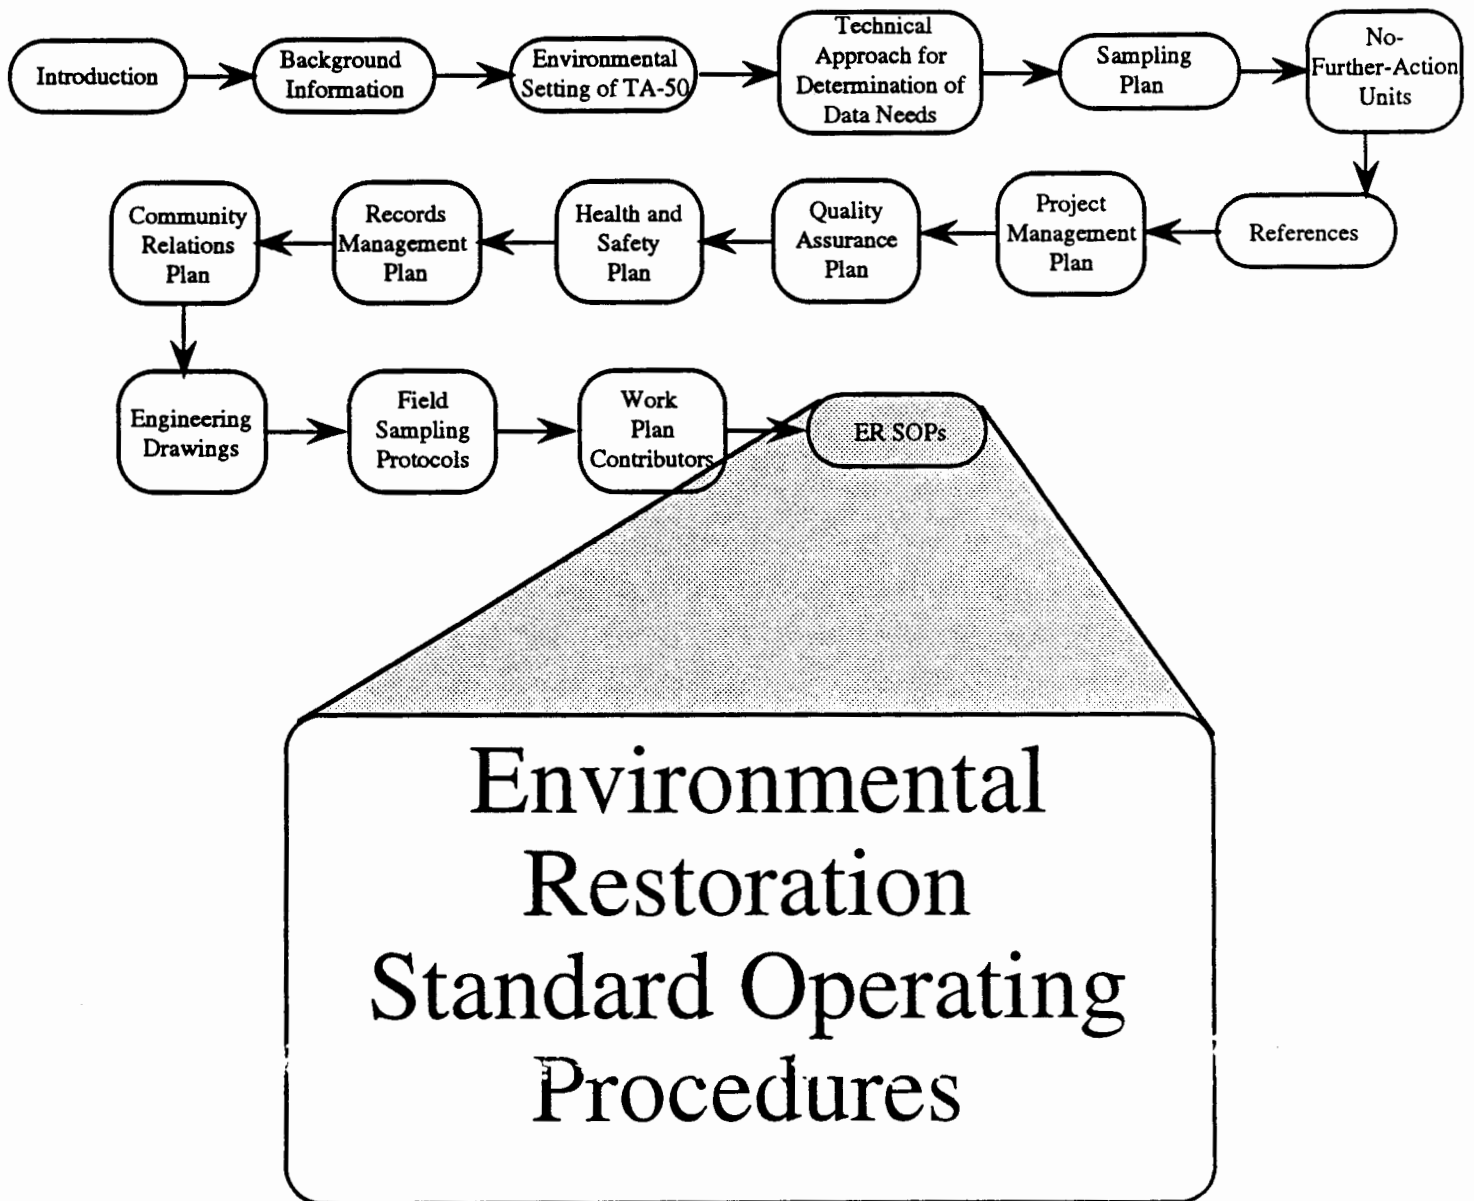 Introduction
Background
Information
Environmental
Setting of TA-50
Technical
Approach for
Determination of
Data Needs
Sampling
Plan
No-
Further-Action
Units
Community
Relations
Plan
Records
Management
Plan
Health and
Safety
Plan
Quality
Assurance
Plan
Project
Management
Plan
References
Engineering
Drawings
Field
Sampling
Protocols
Work
Plan
Contributors
ER SOPs
Environmental
Restoration
Standard Operating
Procedures